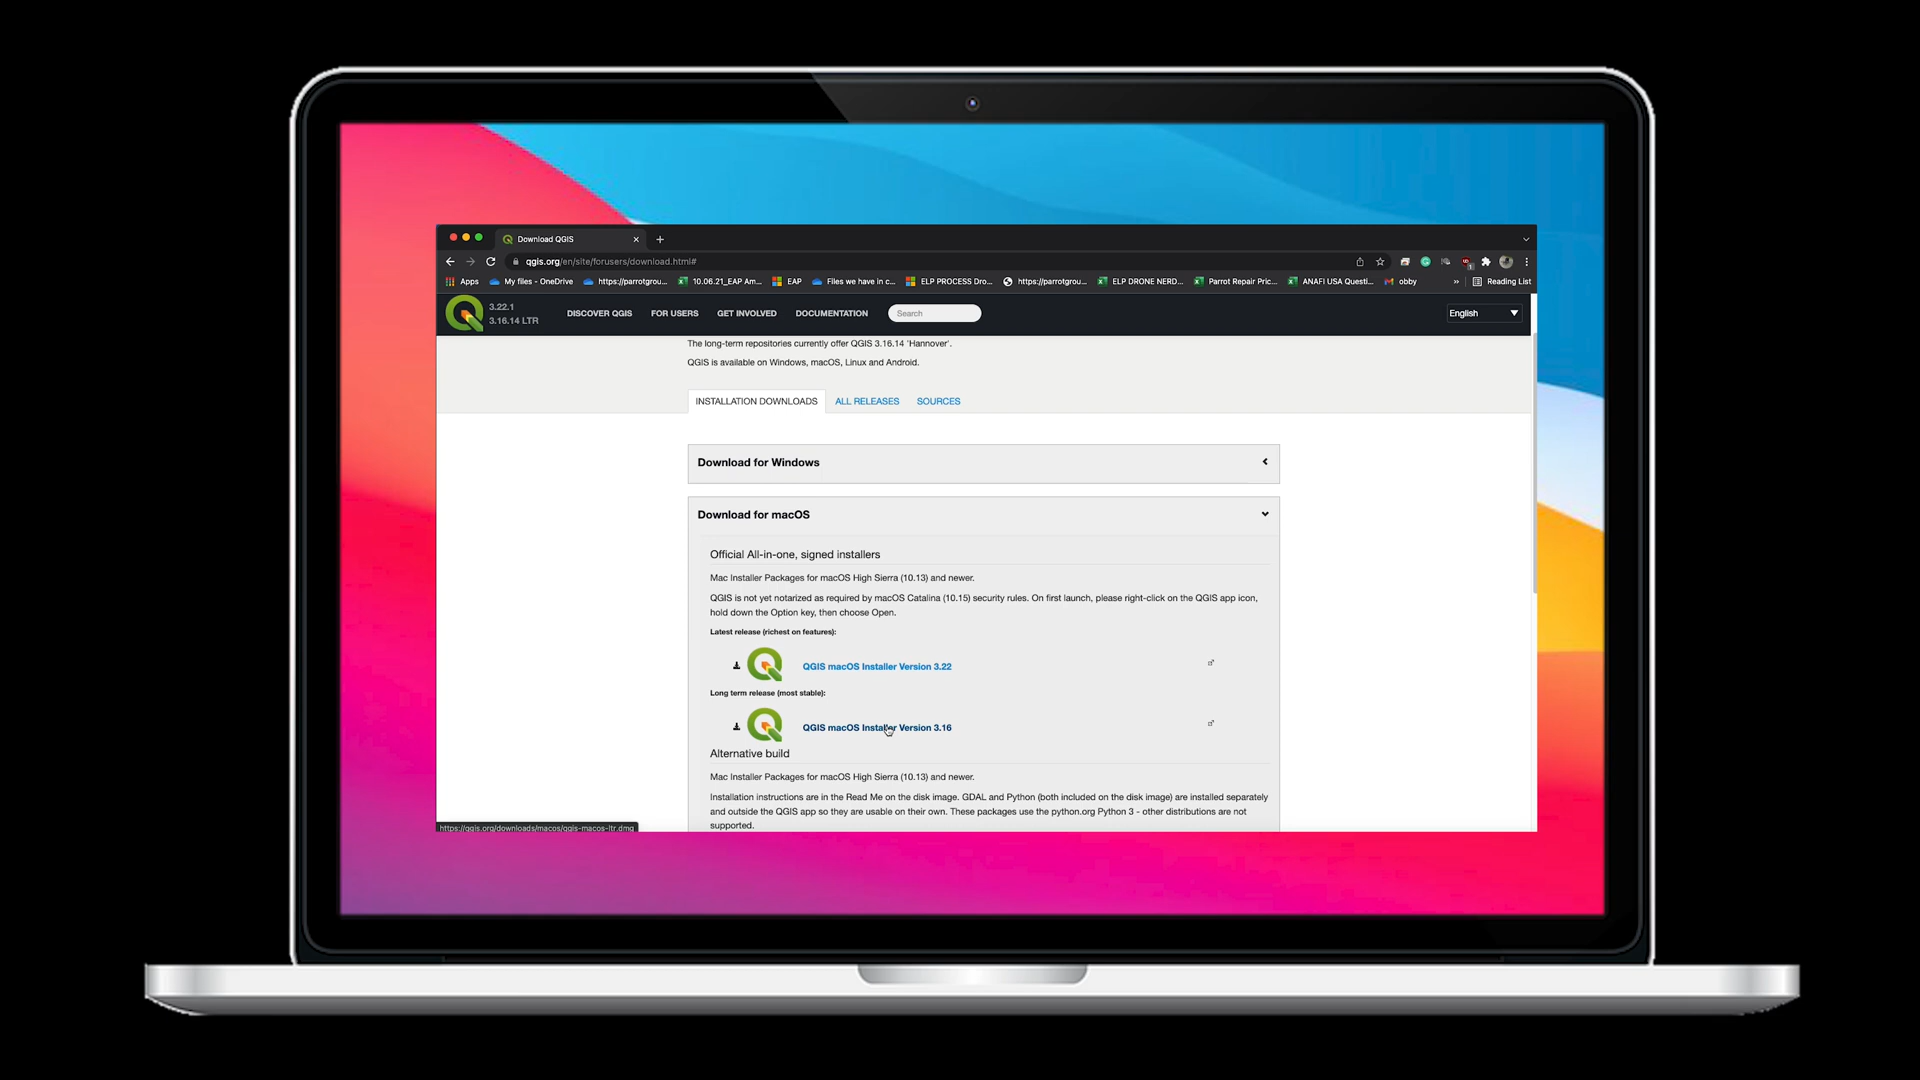 Download QGIS
qgis.org/en/site/forusers/download.html#
Apps My files - OneDrive https://parrotgrou... 10.06.21_EAP Am... EAP Files we have in c... ELP PROCESS Dro... https://parrotgrou... ELP DRONE NERD... Parrot Repair Pric... ANAFI USA Questi... obby » Reading List
3.22.1
3.16.14 LTR
DISCOVER QGIS FOR USERS GET INVOLVED DOCUMENTATION Search English
The long-term repositories currently offer QGIS 3.16.14 'Hannover'.
QGIS is available on Windows, macOS, Linux and Android.
INSTALLATION DOWNLOADS ALL RELEASES SOURCES
Download for Windows
Download for macOS
Official All-in-one, signed installers
Mac Installer Packages for macOS High Sierra (10.13) and newer.
QGIS is not yet notarized as required by macOS Catalina (10.15) security rules. On first launch, please right-click on the QGIS app icon,
hold down the Option key, then choose Open.
Latest release (richest on features):
QGIS macOS Installer Version 3.22
Long term release (most stable):
QGIS macOS Installer Version 3.16
Alternative build
Mac Installer Packages for macOS High Sierra (10.13) and newer.
Installation instructions are in the Read Me on the disk image. GDAL and Python (both included on the disk image) are installed separately
and outside the QGIS app so they are usable on their own. These packages use the python.org Python 3 - other distributions are not
supported.
https://qgis.org/downloads/macos/qgis-macos-ltr.dmg